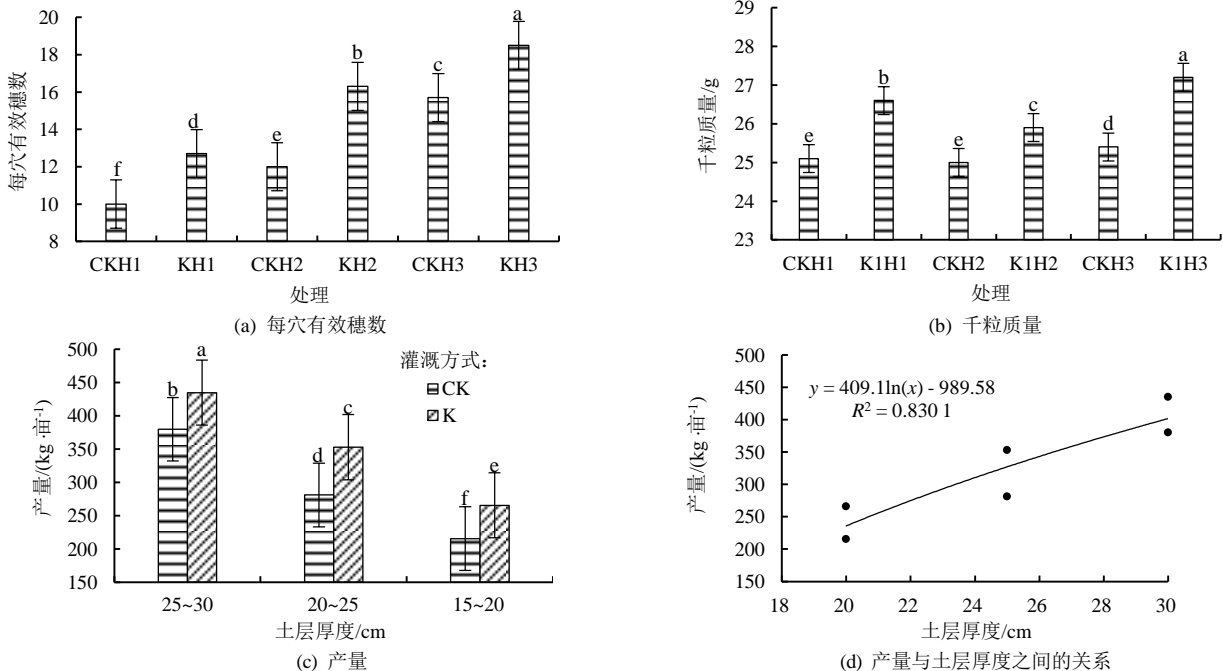 每穴有效穗数
20
18
16
14
12
10
8
f
d
e
b
c
a
CKH1 KH1 CKH2 KH2 CKH3 KH3
处理
(a) 每穴有效穗数
千粒质量/g
29
28
27
26
25
24
23
e
b
e
c
d
a
CKH1 K1H1 CKH2 K1H2 CKH3 K1H3
处理
(b) 千粒质量
产量/(kg·亩⁻¹)
500
450
400
350
300
250
200
150
b
a
d
c
f
e
灌溉方式：
CK
K
25~30 20~25 15~20
土层厚度/cm
(c) 产量
产量/(kg·亩⁻¹)
500
450
400
350
300
250
200
150
y = 409.1ln(x) - 989.58
R² = 0.830 1
18 20 22 24 26 28 30
土层厚度/cm
(d) 产量与土层厚度之间的关系